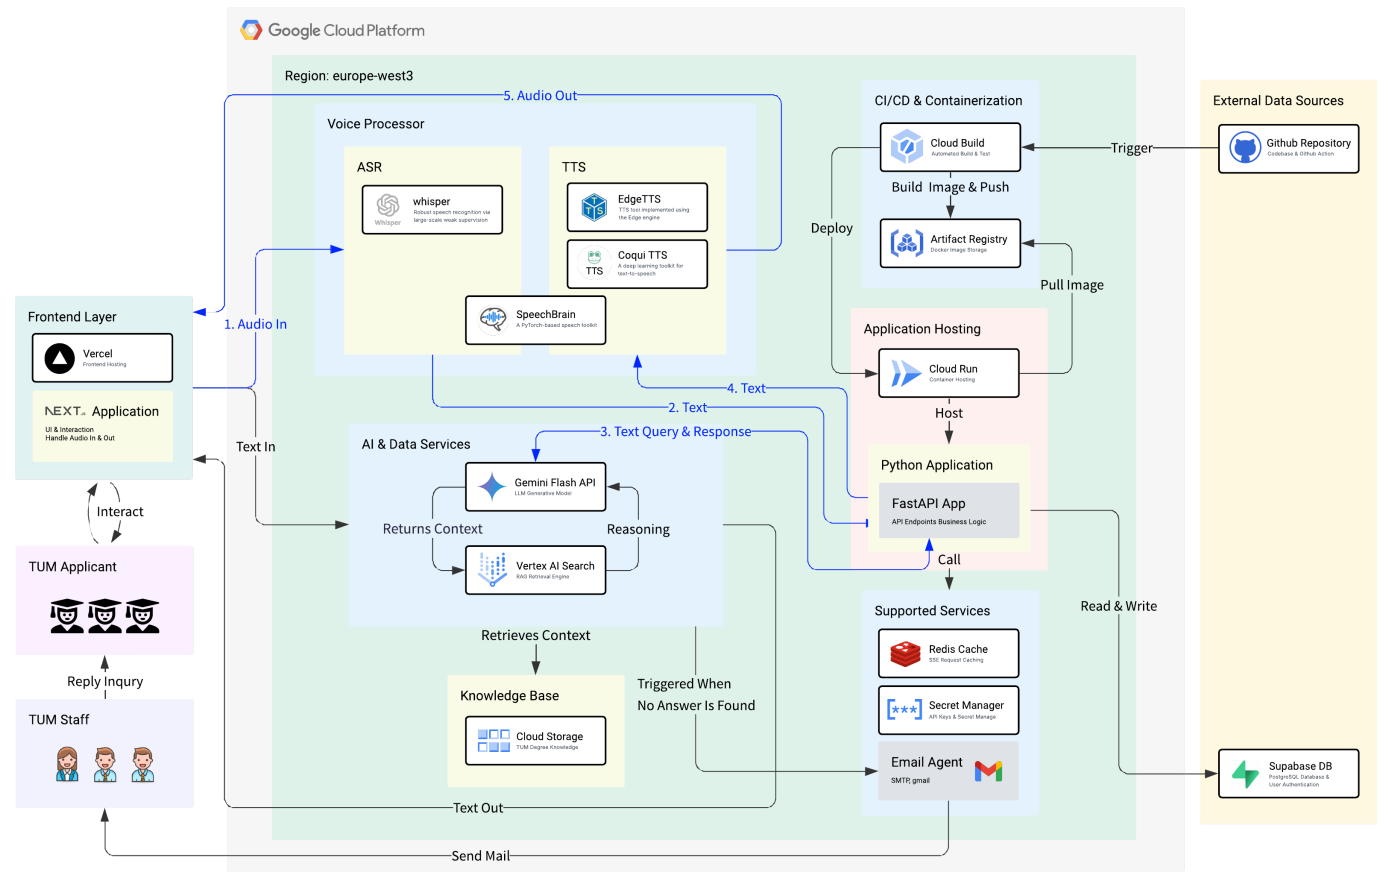 Google Cloud Platform
Region: europe-west3
5. Audio Out
Voice Processor
ASR
whisper
Robust speech recognition via
large-scale weak supervision
Whisper
TTS
EdgeTTS
TTS tool implemented using
the Edge engine
T
T
T S
Coqui TTS
A deep learning toolkit for
text-to-speech
TTS
SpeechBrain
A PyTorch-based speech toolkit
CI/CD & Containerization
Cloud Build
Automated Build & Test
Build Image & Push
Artifact Registry
Docker Image Storage
Deploy
Pull Image
Trigger
External Data Sources
Github Repository
Codebase & Github Action
Frontend Layer
Vercel
Frontend Hosting
NEXT.JS Application
UI & Interaction
Handle Audio In & Out
1. Audio In
Text In
Interact
TUM Applicant
Reply Inqury
TUM Staff
4. Text
2. Text
3. Text Query & Response
AI & Data Services
Gemini Flash API
LLM Generative Model
Returns Context
Reasoning
Vertex AI Search
RAG Retrieval Engine
Retrieves Context
Knowledge Base
Cloud Storage
TUM Degree Knowledge
Triggered When
No Answer Is Found
Text Out
Send Mail
Application Hosting
Cloud Run
Container Hosting
Host
Python Application
FastAPI App
API Endpoints Business Logic
Call
Supported Services
Redis Cache
SSE Request Caching
[***]
Secret Manager
API Keys & Secret Manage
Email Agent
SMTP, gmail
Read & Write
Supabase DB
PostgreSQL Database &
User Authentication